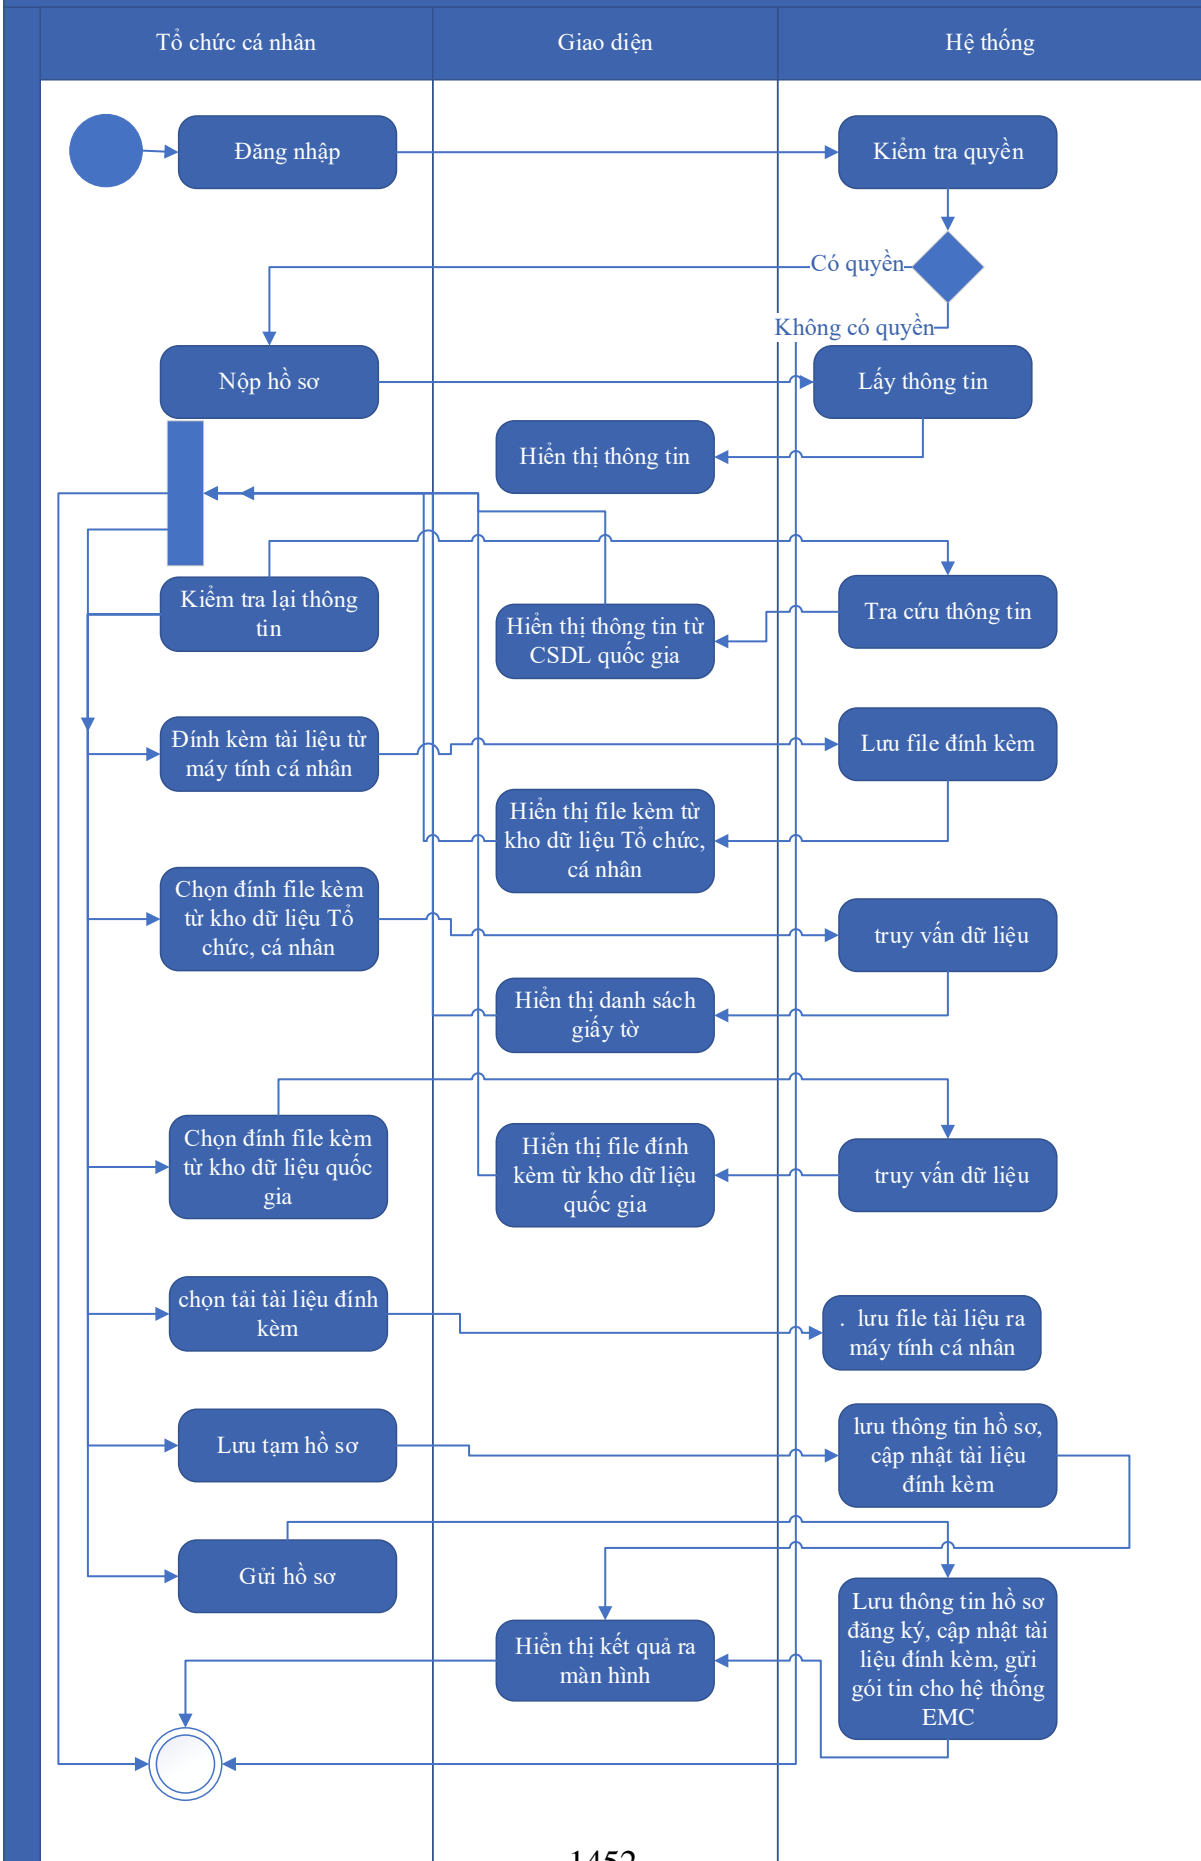 Tổ chức cá nhân
Giao diện
Hệ thống
Đăng nhập
Kiểm tra quyền
Có quyền
Không có quyền
Nộp hồ sơ
Lấy thông tin
Hiển thị thông tin
Kiểm tra lại thông
tin
Hiển thị thông tin từ
CSDL quốc gia
Tra cứu thông tin
Đính kèm tài liệu từ
máy tính cá nhân
Lưu file đính kèm
Hiển thị file kèm từ
kho dữ liệu Tổ chức,
cá nhân
Chọn đính file kèm
từ kho dữ liệu Tổ
chức, cá nhân
truy vấn dữ liệu
Hiển thị danh sách
giấy tờ
Chọn đính file kèm
từ kho dữ liệu quốc
gia
Hiển thị file đính
kèm từ kho dữ liệu
quốc gia
truy vấn dữ liệu
chọn tải tài liệu đính
kèm
. lưu file tài liệu ra
máy tính cá nhân
Lưu tạm hồ sơ
lưu thông tin hồ sơ,
cập nhật tài liệu
đính kèm
Gửi hồ sơ
Hiển thị kết quả ra
màn hình
Lưu thông tin hồ sơ
đăng ký, cập nhật tài
liệu đính kèm, gửi
gói tin cho hệ thống
EMC
1452